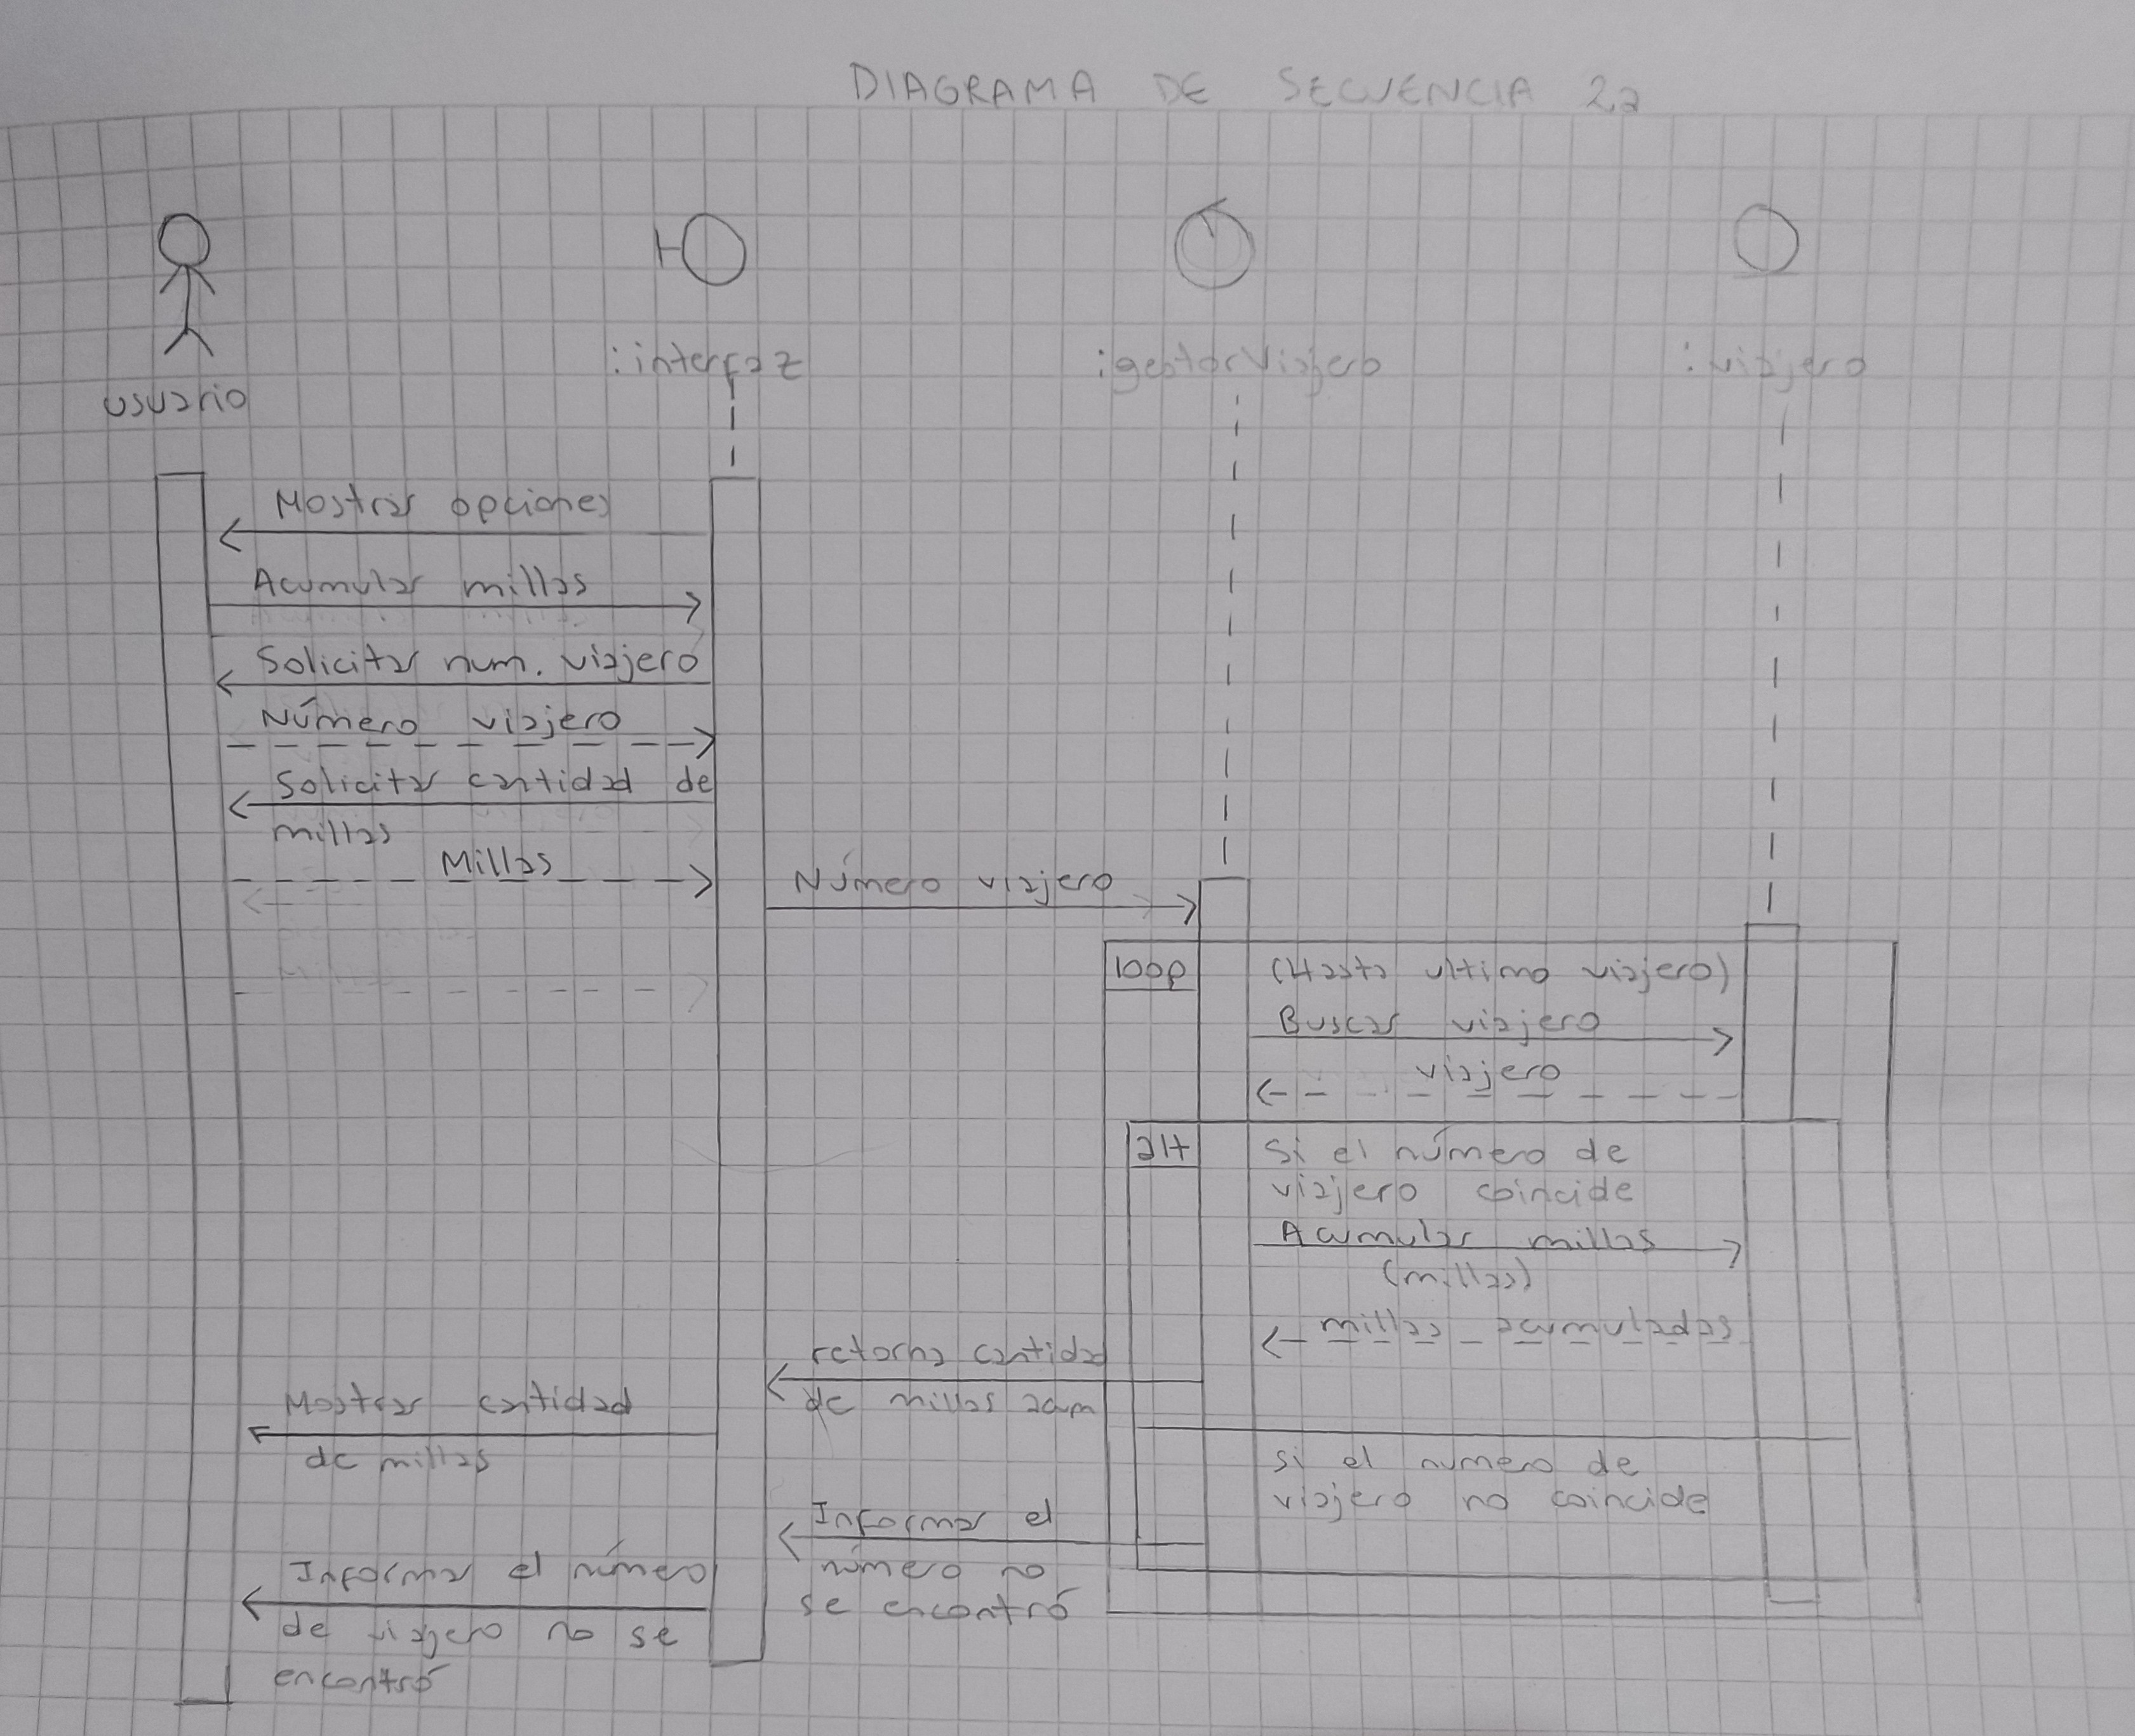 DIAGRAMA DE SECUENCIA 2a
usuario
:interfaz
:gestorViajero
:viajero
Mostrar opciones
Acumular millas
Solicitar num. viajero
Número viajero
Solicitar cantidad de
millas
Millas
Número viajero
loop
(Hasta ultimo viajero)
Buscar viajero
viajero
alt
Si el número de
viajero coincide
Acumular millas
(millas)
millas acumuladas
retorna cantidad
de millas acum
Mostrar cantidad
de millas
si el numero de
viajero no coincide
Informar el
número no
se encontró
Informar el número
de viajero no se
encontró